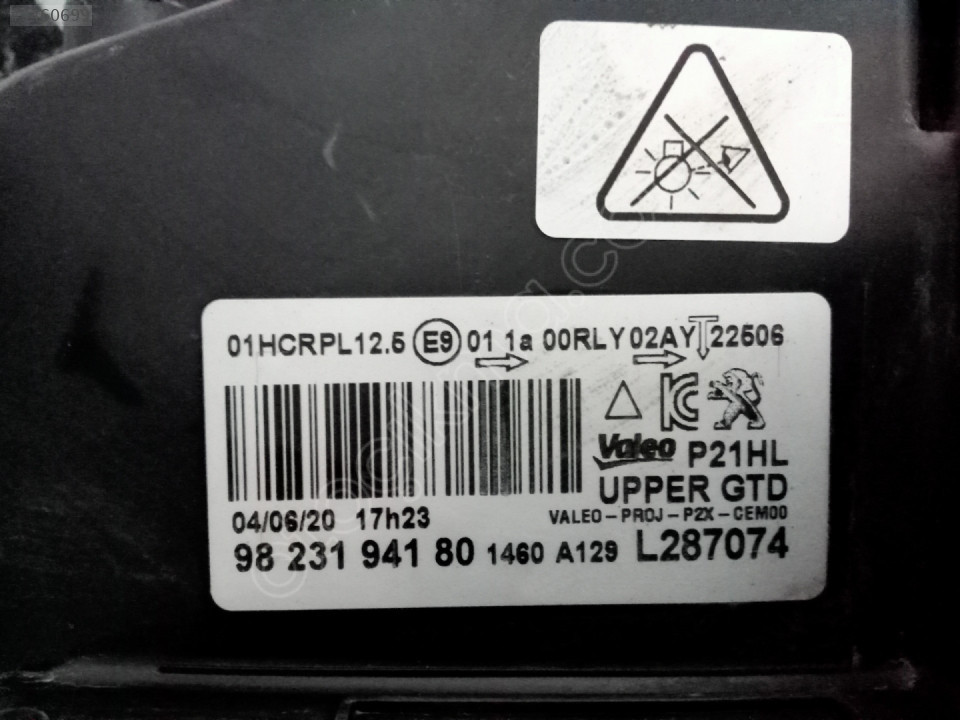 01HCRPL12.5 E9 01 1a 00RLY 02AY 22506
KC
Valeo P21HL
UPPER GTD
04/06/20 17h23 VALEO-PROJ-P2X-CEM00
98 231 941 80 1460 A129 L287074